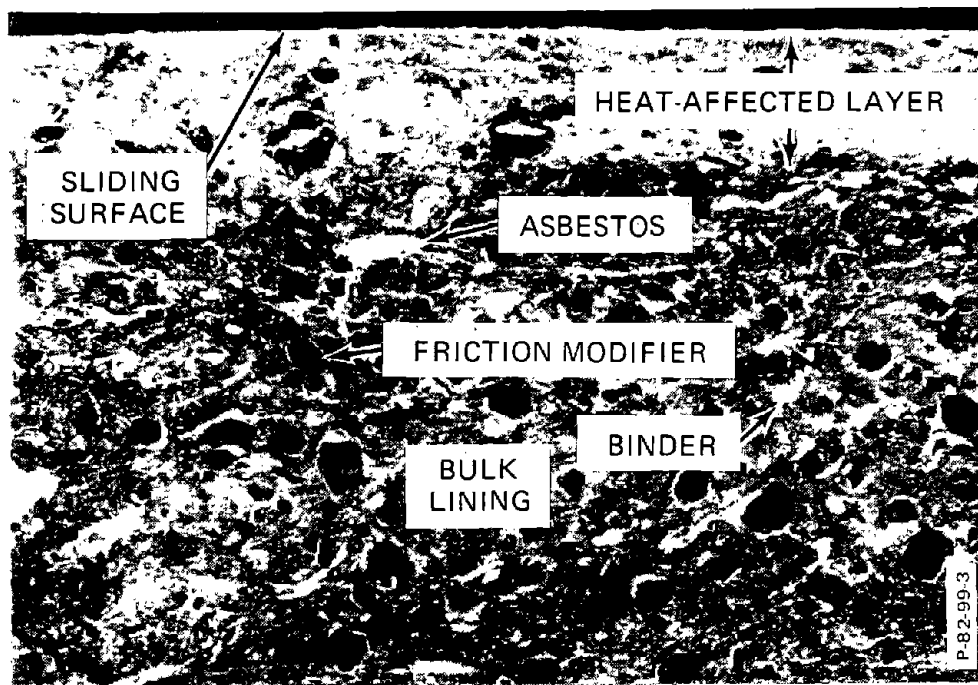 HEAT-AFFECTED LAYER
SLIDING
SURFACE
ASBESTOS
FRICTION MODIFIER
BINDER
BULK
LINING
P-82-99-3